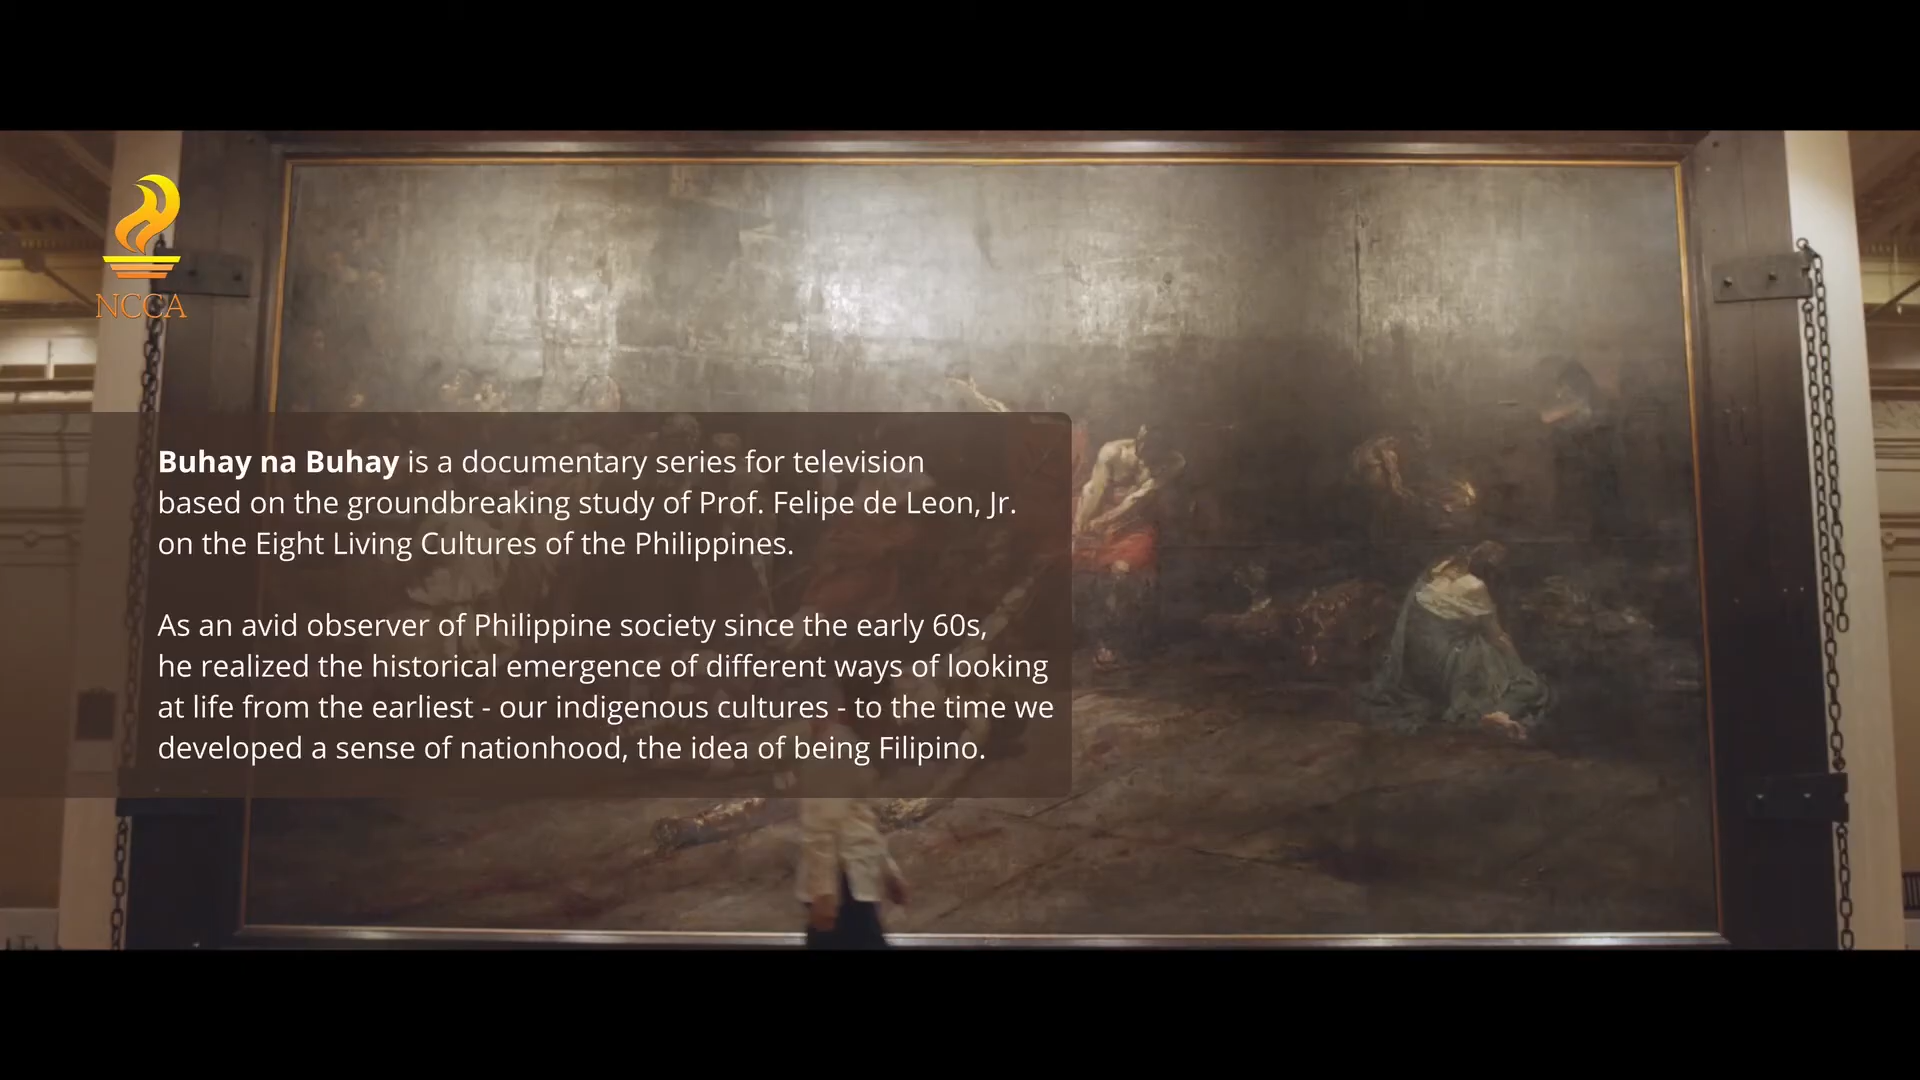 NCCA
Buhay na Buhay is a documentary series for television
based on the groundbreaking study of Prof. Felipe de Leon, Jr.
on the Eight Living Cultures of the Philippines.
As an avid observer of Philippine society since the early 60s,
he realized the historical emergence of different ways of looking
at life from the earliest - our indigenous cultures - to the time we
developed a sense of nationhood, the idea of being Filipino.